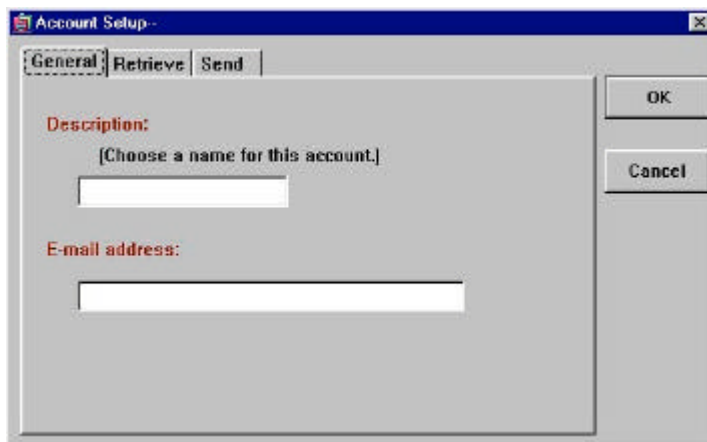 Account Setup--
General Retrieve Send
OK
Description:
[Choose a name for this account.]
Cancel
E-mail address: